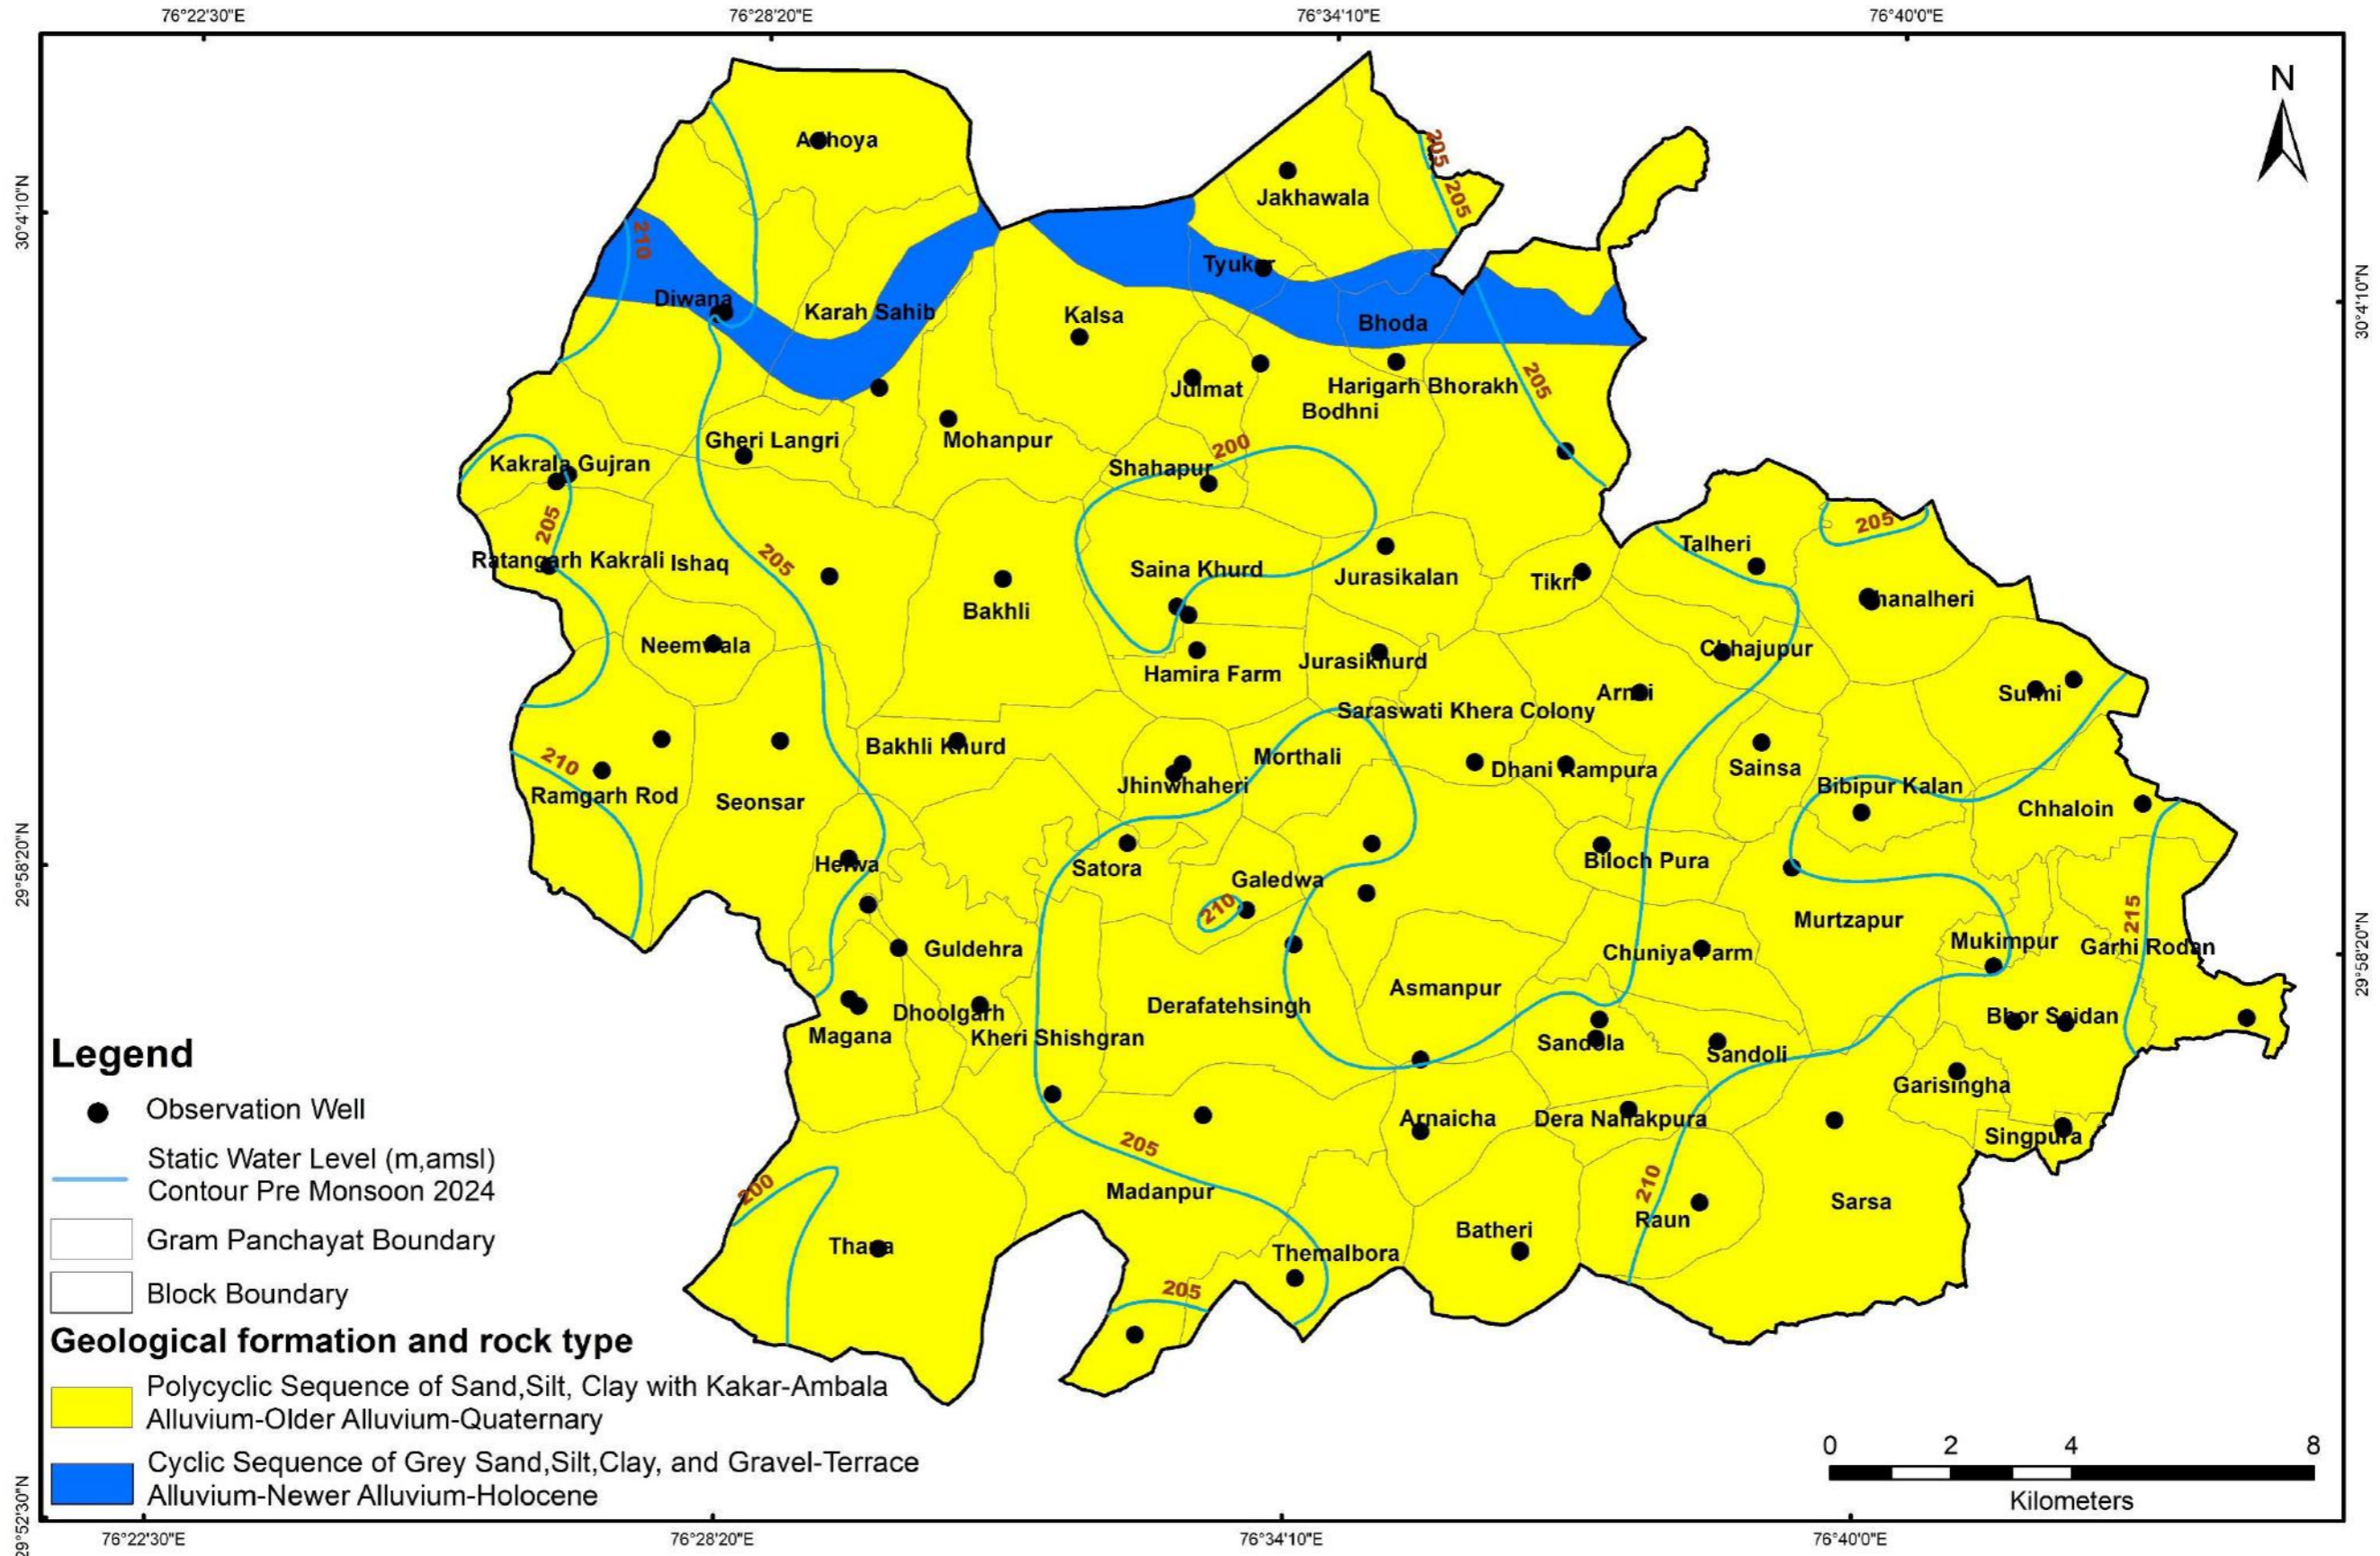 76°22'30"E
76°28'20"E
76°34'10"E
76°40'0"E
N
205
Adhoya
205
Jakhawala
30°4'10"N
210
Tyukar
30°4'10"N
Diwana
Karah Sahib
Kalsa
Bhoda
Julmat
Harigarh Bhorakh
205
Bodhni
Gheri Langri
Mohanpur
200
Kakrala Gujran
Shahapur
205
205
Talheri
205
Ratangarh Kakrali
Ishaq
Saina Khurd
Jurasikalan
Tikri
Bakhli
Thanalheri
Neemwala
Hamira Farm
Jurasikhurd
Chhajupur
Arnai
Surmi
Saraswati Khera Colony
Bakhli Khurd
Morthali
210
Jhinwhaheri
Dhani Rampura
Sainsa
Bibipur Kalan
Ramgarh Rod
Seonsar
Chhaloin
29°58'20"N
Helwa
Satora
Galedwa
Biloch Pura
210
Murtzapur
215
Guldehra
Chuniya Farm
Mukimpur
Garhi Rodan
29°58'20"N
Asmanpur
Dhoolgarh
Derafatehsingh
Bhor Saidan
Magana
Kheri Shishgran
Sandola
Sandoli
Garisingha
Arnaicha
Dera Nanakpura
205
Singpura
200
Madanpur
210
Sarsa
Raun
Thana
Themalbora
Batheri
205
Legend
Observation Well
Static Water Level (m,amsl)
Contour Pre Monsoon 2024
Gram Panchayat Boundary
Block Boundary
Geological formation and rock type
Polycyclic Sequence of Sand,Silt, Clay with Kakar-Ambala
Alluvium-Older Alluvium-Quaternary
Cyclic Sequence of Grey Sand,Silt,Clay, and Gravel-Terrace
Alluvium-Newer Alluvium-Holocene
0 2 4 8
Kilometers
29°52'30"N
76°22'30"E
76°28'20"E
76°34'10"E
76°40'0"E